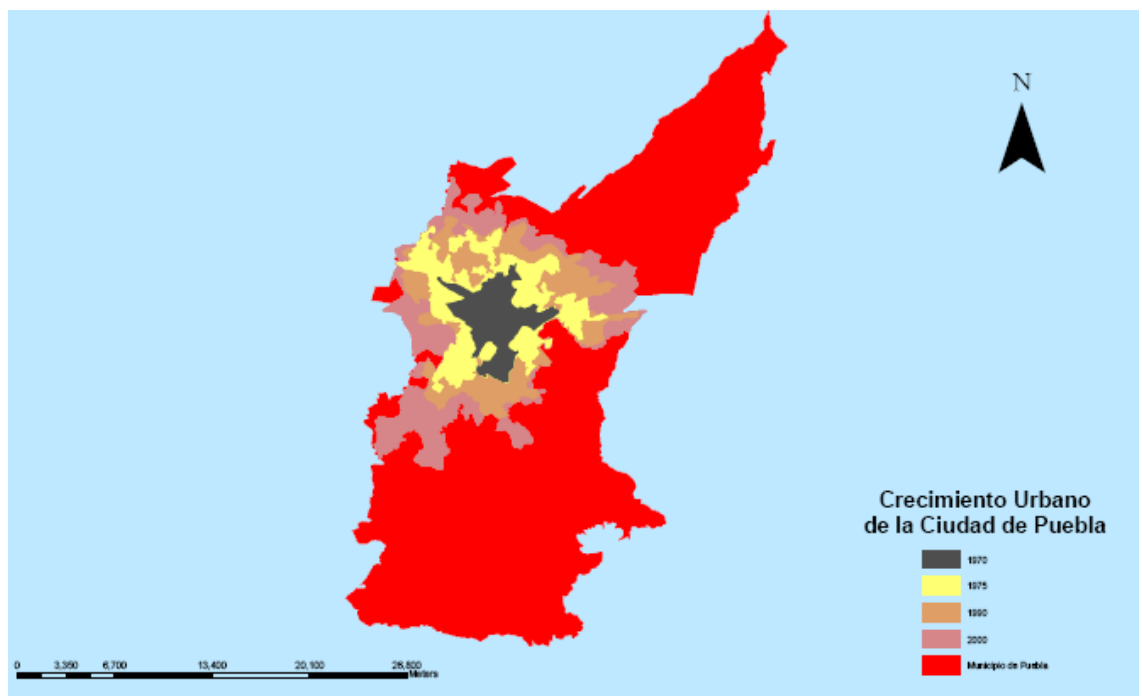 N
Crecimiento Urbano
de la Ciudad de Puebla
1970
1975
1990
2000
Municipio de Puebla
0 3,350 6,700 13,400 20,100 26,800
Meters